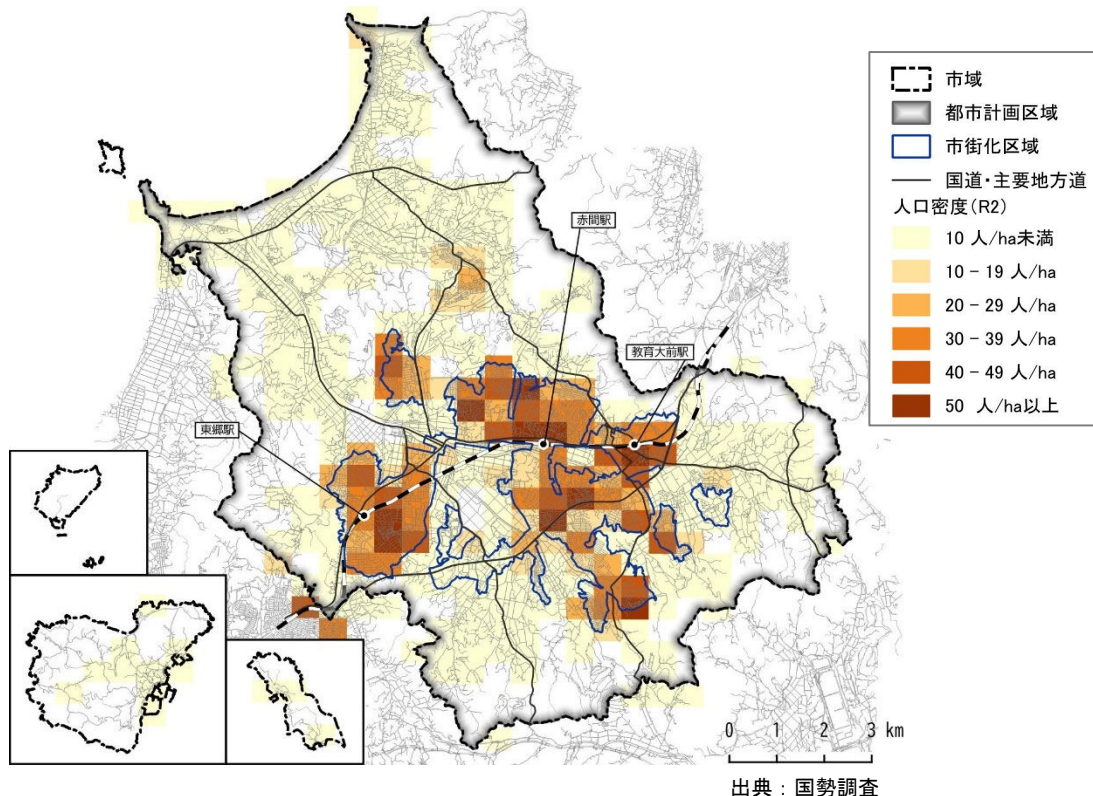 赤間駅
教育大前駅
東郷駅
市域
都市計画区域
市街化区域
国道・主要地方道
人口密度(R2)
10 人/ha未満
10 - 19 人/ha
20 - 29 人/ha
30 - 39 人/ha
40 - 49 人/ha
50 人/ha以上
0 1 2 3 km
出典：国勢調査